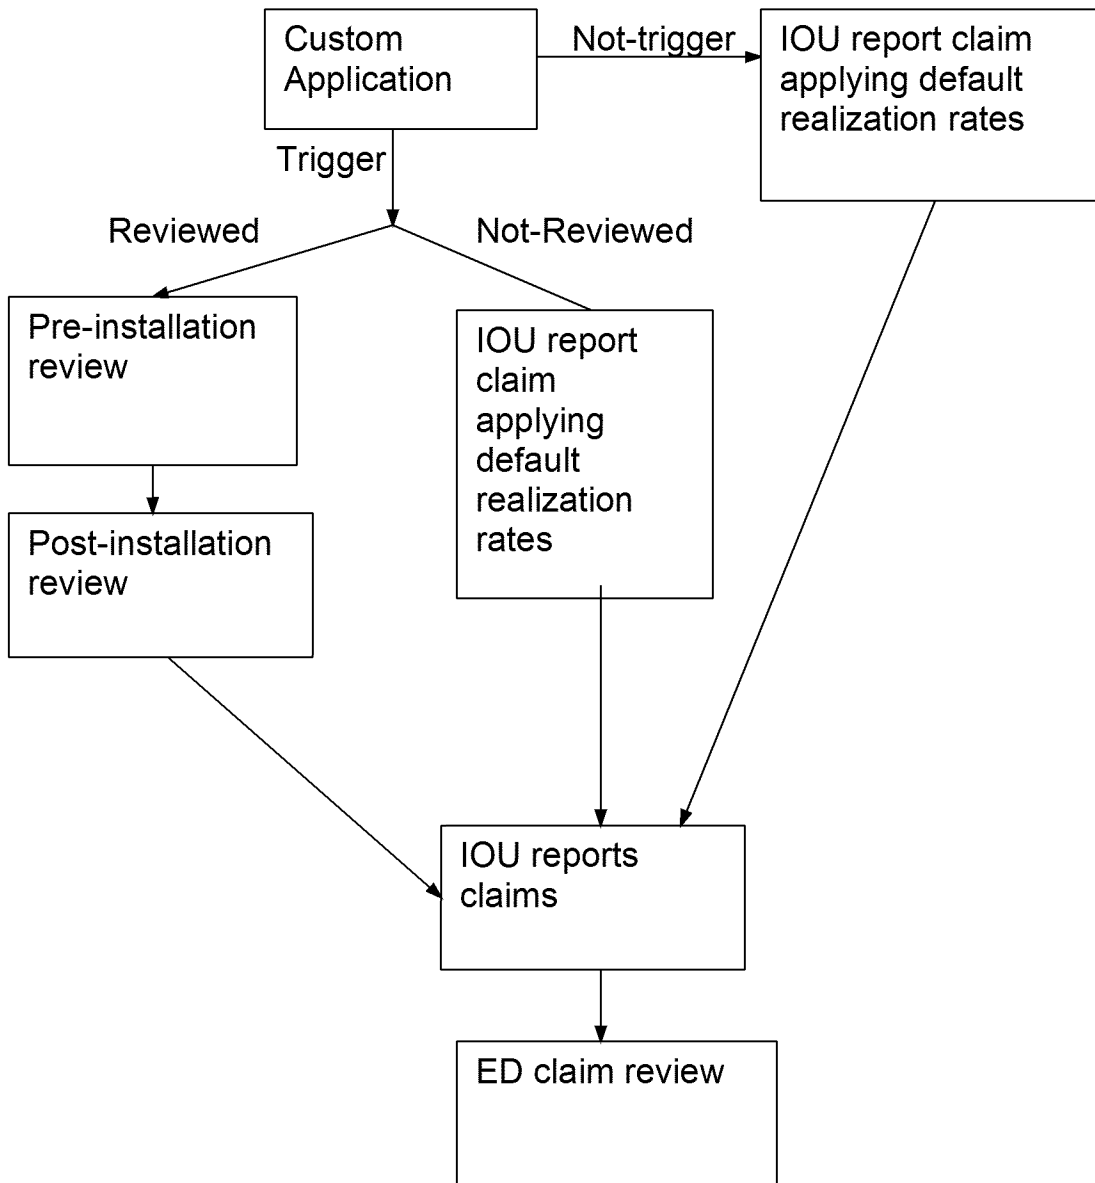 Custom
Application
Not-trigger
IOU report claim
applying default
realization rates
Trigger
Reviewed
Not-Reviewed
Pre-installation
review
IOU report
claim
applying
default
realization
rates
Post-installation
review
IOU reports
claims
ED claim review